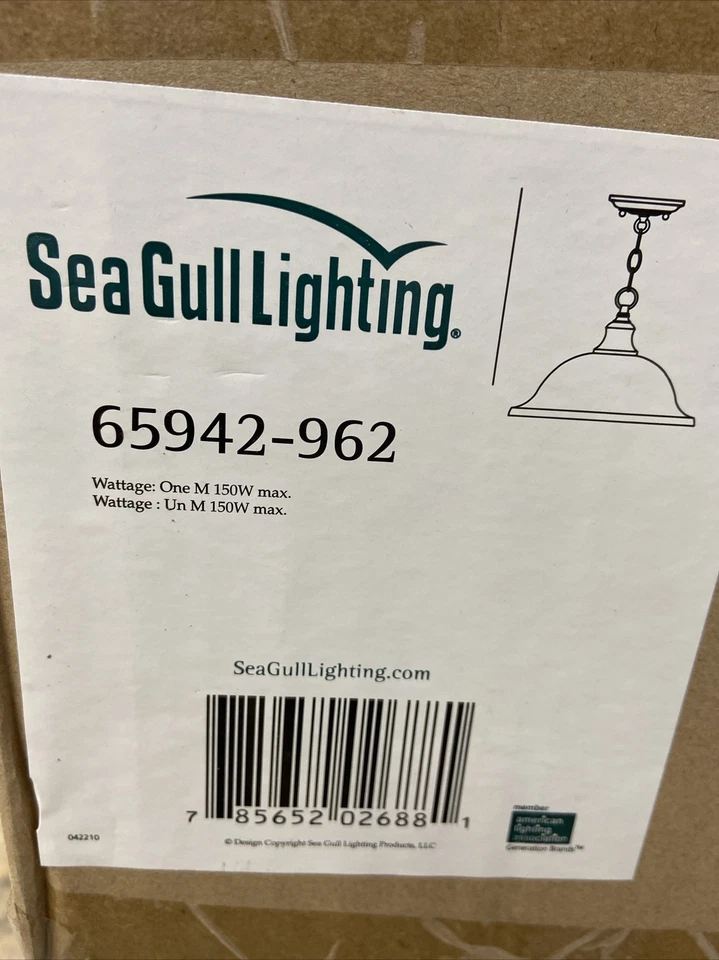 Sea Gull Lighting®
65942-962
Wattage: One M 150W max.
Wattage : Un M 150W max.
SeaGullLighting.com
7 85652 02688 1
042210
© Design Copyright Sea Gull Lighting Products, LLC
member
american
lighting
association
Generation Brands™